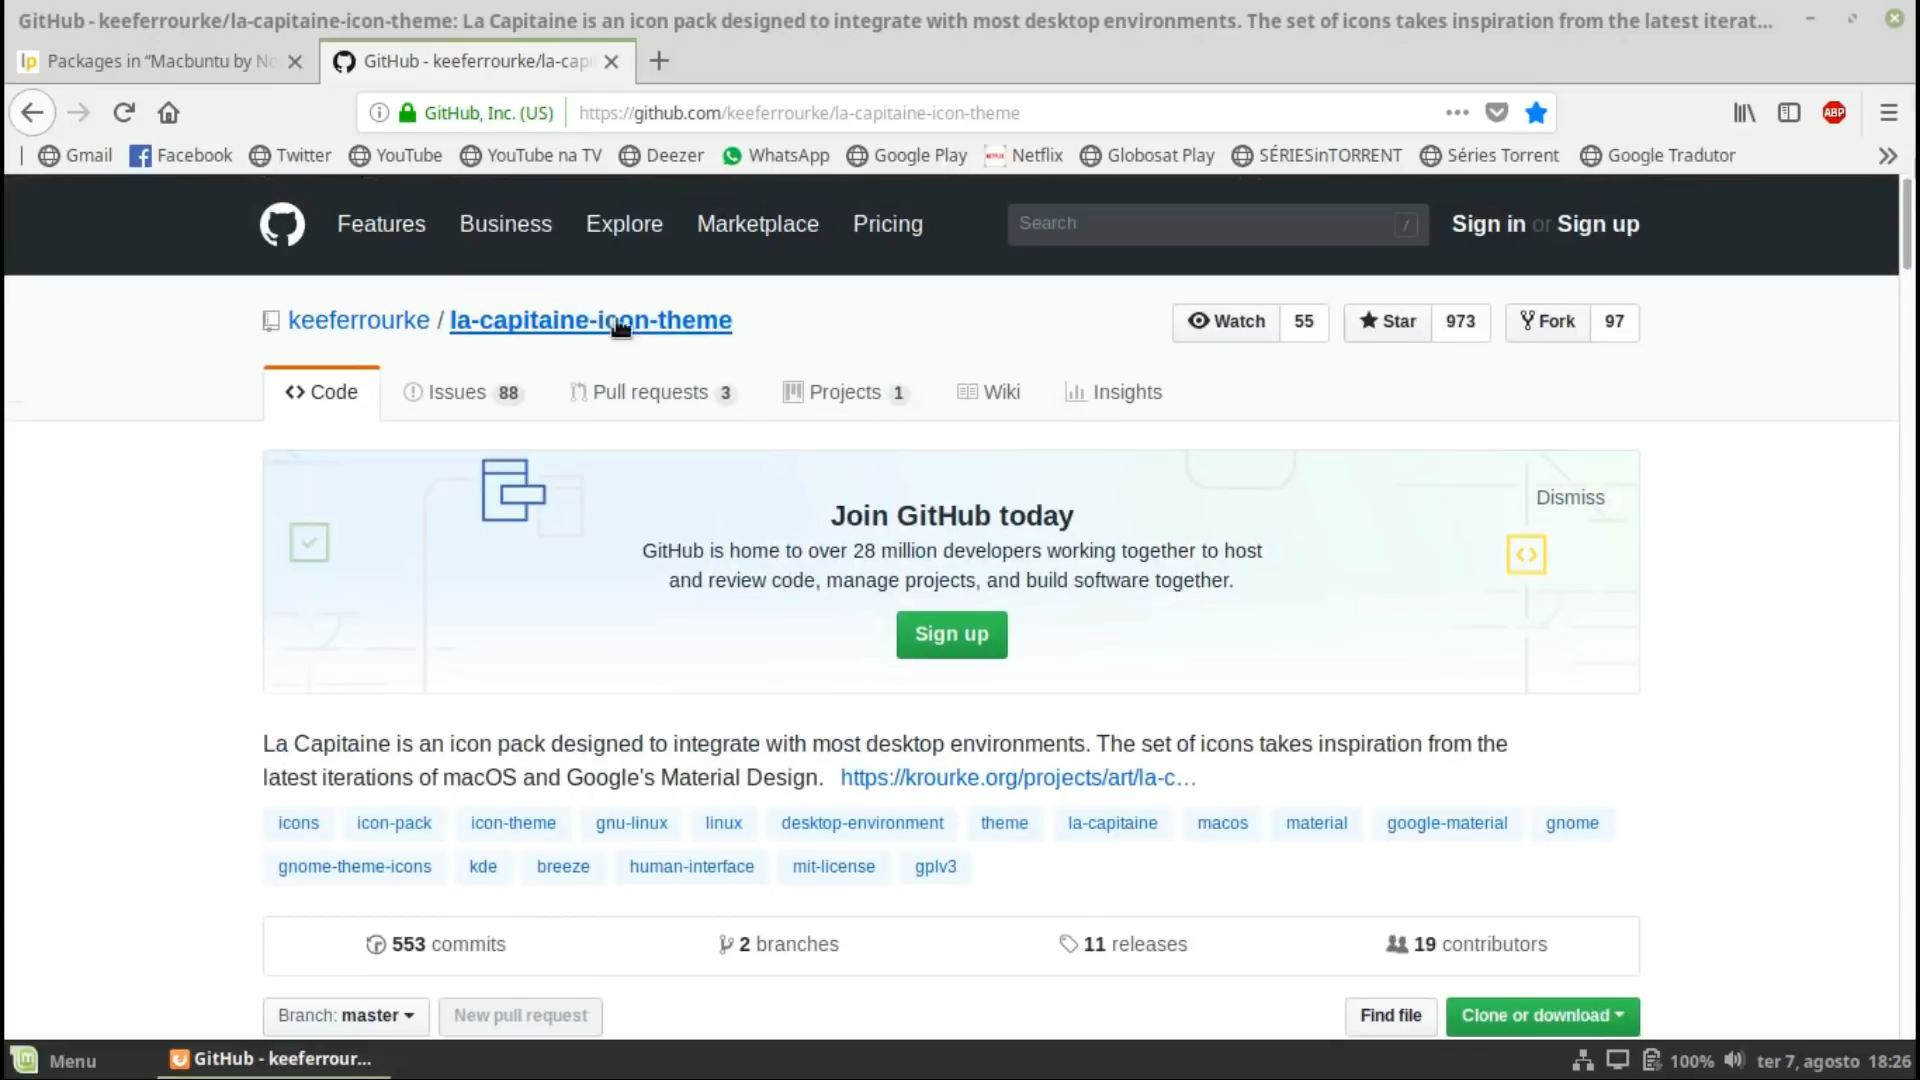 GitHub - keeferrourke/la-capitaine-icon-theme: La Capitaine is an icon pack designed to integrate with most desktop environments. The set of icons takes inspiration from the latest iterat...
Packages in “Macbuntu by No
GitHub - keeferrourke/la-capi
GitHub, Inc. (US) https://github.com/keeferrourke/la-capitaine-icon-theme
ABP
Gmail Facebook Twitter YouTube YouTube na TV Deezer WhatsApp Google Play Netflix Globosat Play SÉRIESinTORRENT Séries Torrent Google Tradutor
Features Business Explore Marketplace Pricing Search / Sign in or Sign up
keeferrourke / la-capitaine-icon-theme Watch 55 Star 973 Fork 97
Code Issues 88 Pull requests 3 Projects 1 Wiki Insights
Dismiss
Join GitHub today
GitHub is home to over 28 million developers working together to host
and review code, manage projects, and build software together.
Sign up
La Capitaine is an icon pack designed to integrate with most desktop environments. The set of icons takes inspiration from the
latest iterations of macOS and Google's Material Design. https://krourke.org/projects/art/la-c…
icons icon-pack icon-theme gnu-linux linux desktop-environment theme la-capitaine macos material google-material gnome
gnome-theme-icons kde breeze human-interface mit-license gplv3
553 commits 2 branches 11 releases 19 contributors
Branch: master New pull request Find file Clone or download
Menu GitHub - keeferrour... 100% ter 7, agosto 18:26